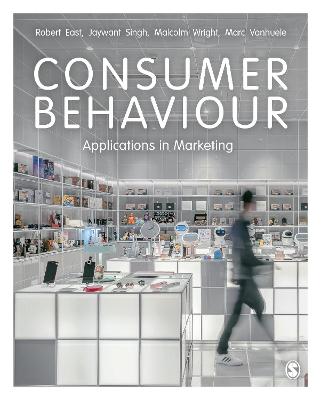 Robert East, Jaywant Singh, Malcolm Wright, Marc Vanhuele
CONSUMER
BEHAVIOUR
Applications in Marketing
S